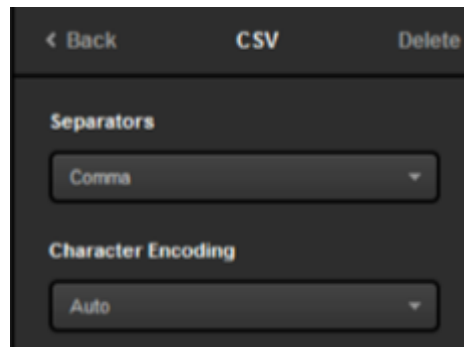 < Back CSV Delete
Separators
Comma
Character Encoding
Auto